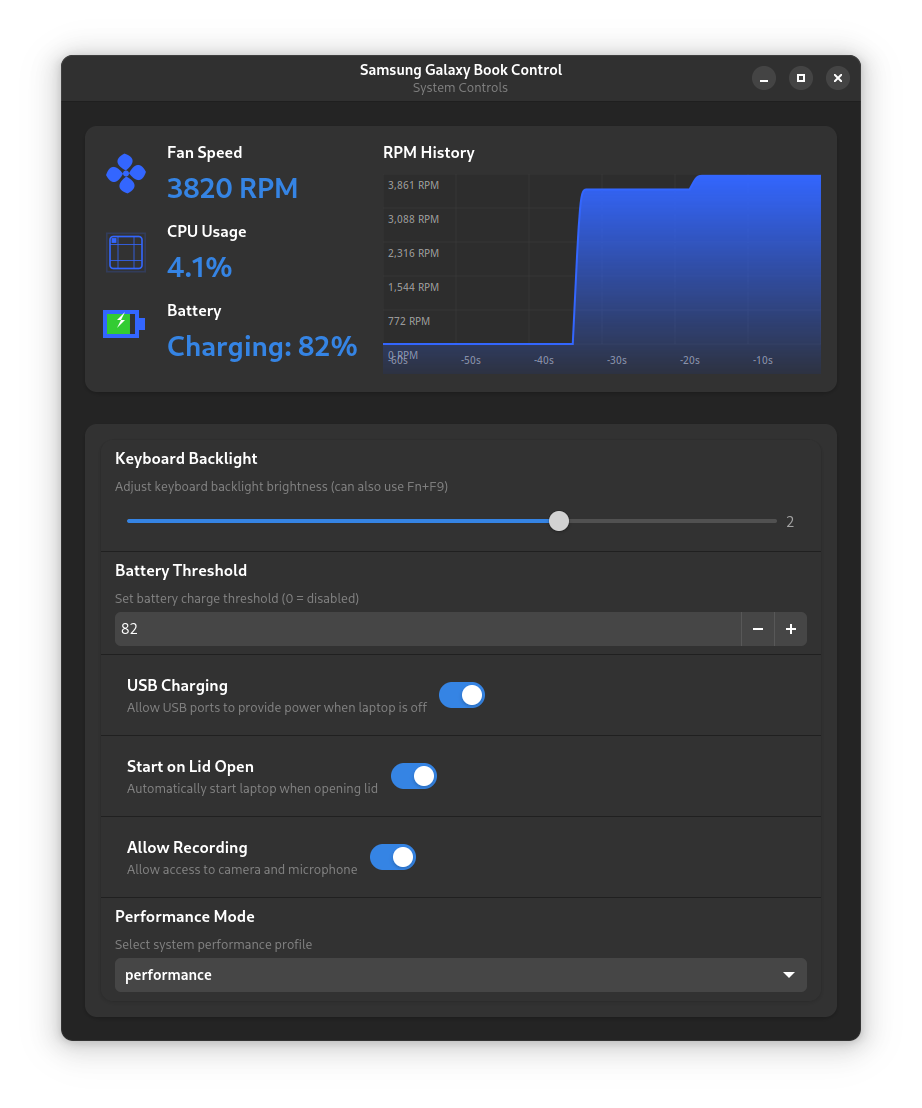 Samsung Galaxy Book Control
System Controls
Fan Speed
3820 RPM
CPU Usage
4.1%
Battery
Charging: 82%
RPM History
3,861 RPM
3,088 RPM
2,316 RPM
1,544 RPM
772 RPM
0 RPM
-60s -50s -40s -30s -20s -10s
Keyboard Backlight
Adjust keyboard backlight brightness (can also use Fn+F9)
2
Battery Threshold
Set battery charge threshold (0 = disabled)
82
USB Charging
Allow USB ports to provide power when laptop is off
Start on Lid Open
Automatically start laptop when opening lid
Allow Recording
Allow access to camera and microphone
Performance Mode
Select system performance profile
performance